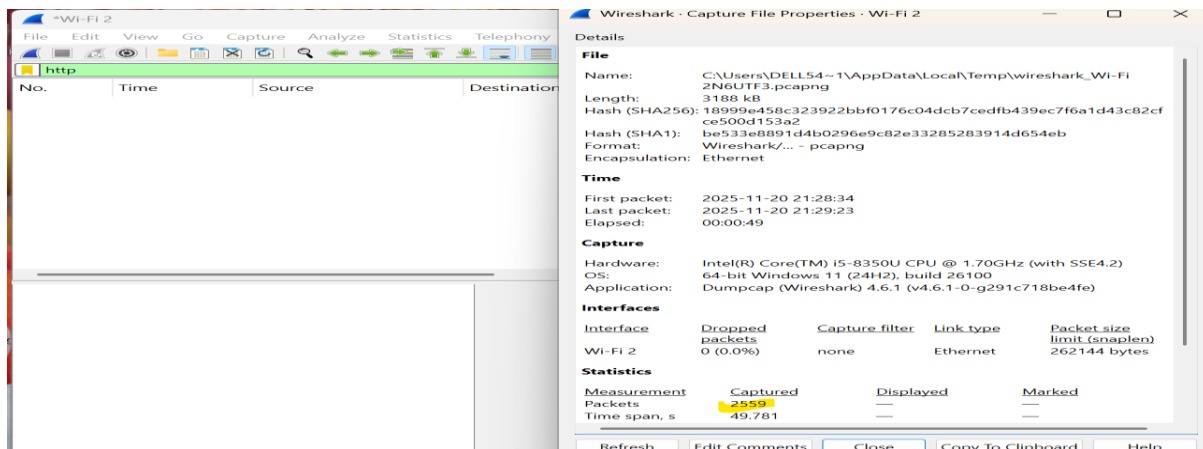 *Wi-Fi 2
File Edit View Go Capture Analyze Statistics Telephony
http
No. Time Source Destination
Wireshark · Capture File Properties · Wi-Fi 2
Details
File
Name: C:\Users\DELL54~1\AppData\Local\Temp\wireshark_Wi-Fi
2N6UTF3.pcapng
Length: 3188 kB
Hash (SHA256): 18999e458c323922bbf0176c04dcb7cedfb439ec7f6a1d43c82cf
ce500d153a2
Hash (SHA1): be533e8891d4b0296e9c82e33285283914d654eb
Format: Wireshark/... - pcapng
Encapsulation: Ethernet
Time
First packet: 2025-11-20 21:28:34
Last packet: 2025-11-20 21:29:23
Elapsed: 00:00:49
Capture
Hardware: Intel(R) Core(TM) i5-8350U CPU @ 1.70GHz (with SSE4.2)
OS: 64-bit Windows 11 (24H2), build 26100
Application: Dumpcap (Wireshark) 4.6.1 (v4.6.1-0-g291c718be4fe)
Interfaces
Interface Dropped packets Capture filter Link type Packet size limit (snaplen)
Wi-Fi 2 0 (0.0%) none Ethernet 262144 bytes
Statistics
Measurement Captured Displayed Marked
Packets 2559 — —
Time span, s 49.781 — —
Refresh Edit Comments Close Copy To Clipboard Help